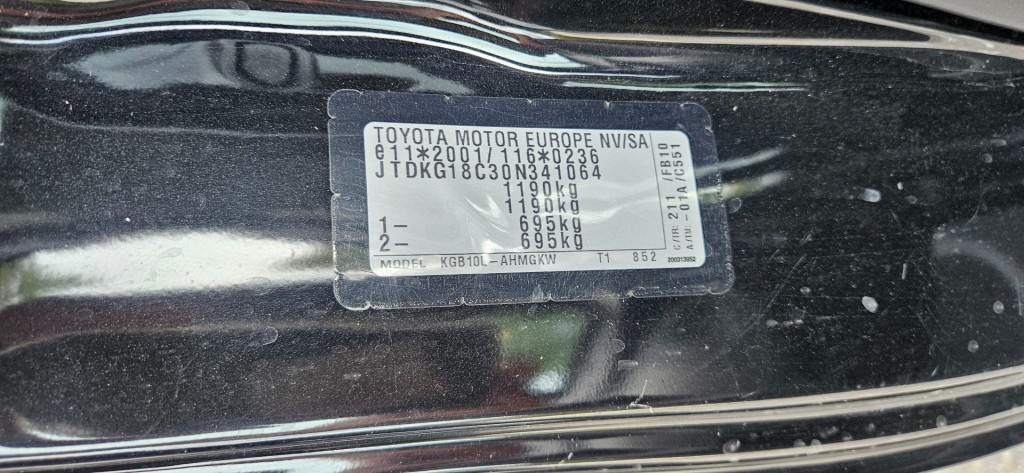 TOYOTA MOTOR EUROPE NV/SA
e11*2001/116*0236
JTDKG18C30N341064
1190kg
1190kg
1- 695kg
2- 695kg
MODEL KGB10L-AHMGKW T1 852
C/TR: 211 /FB10
A/TM: -01A /C551
200313952